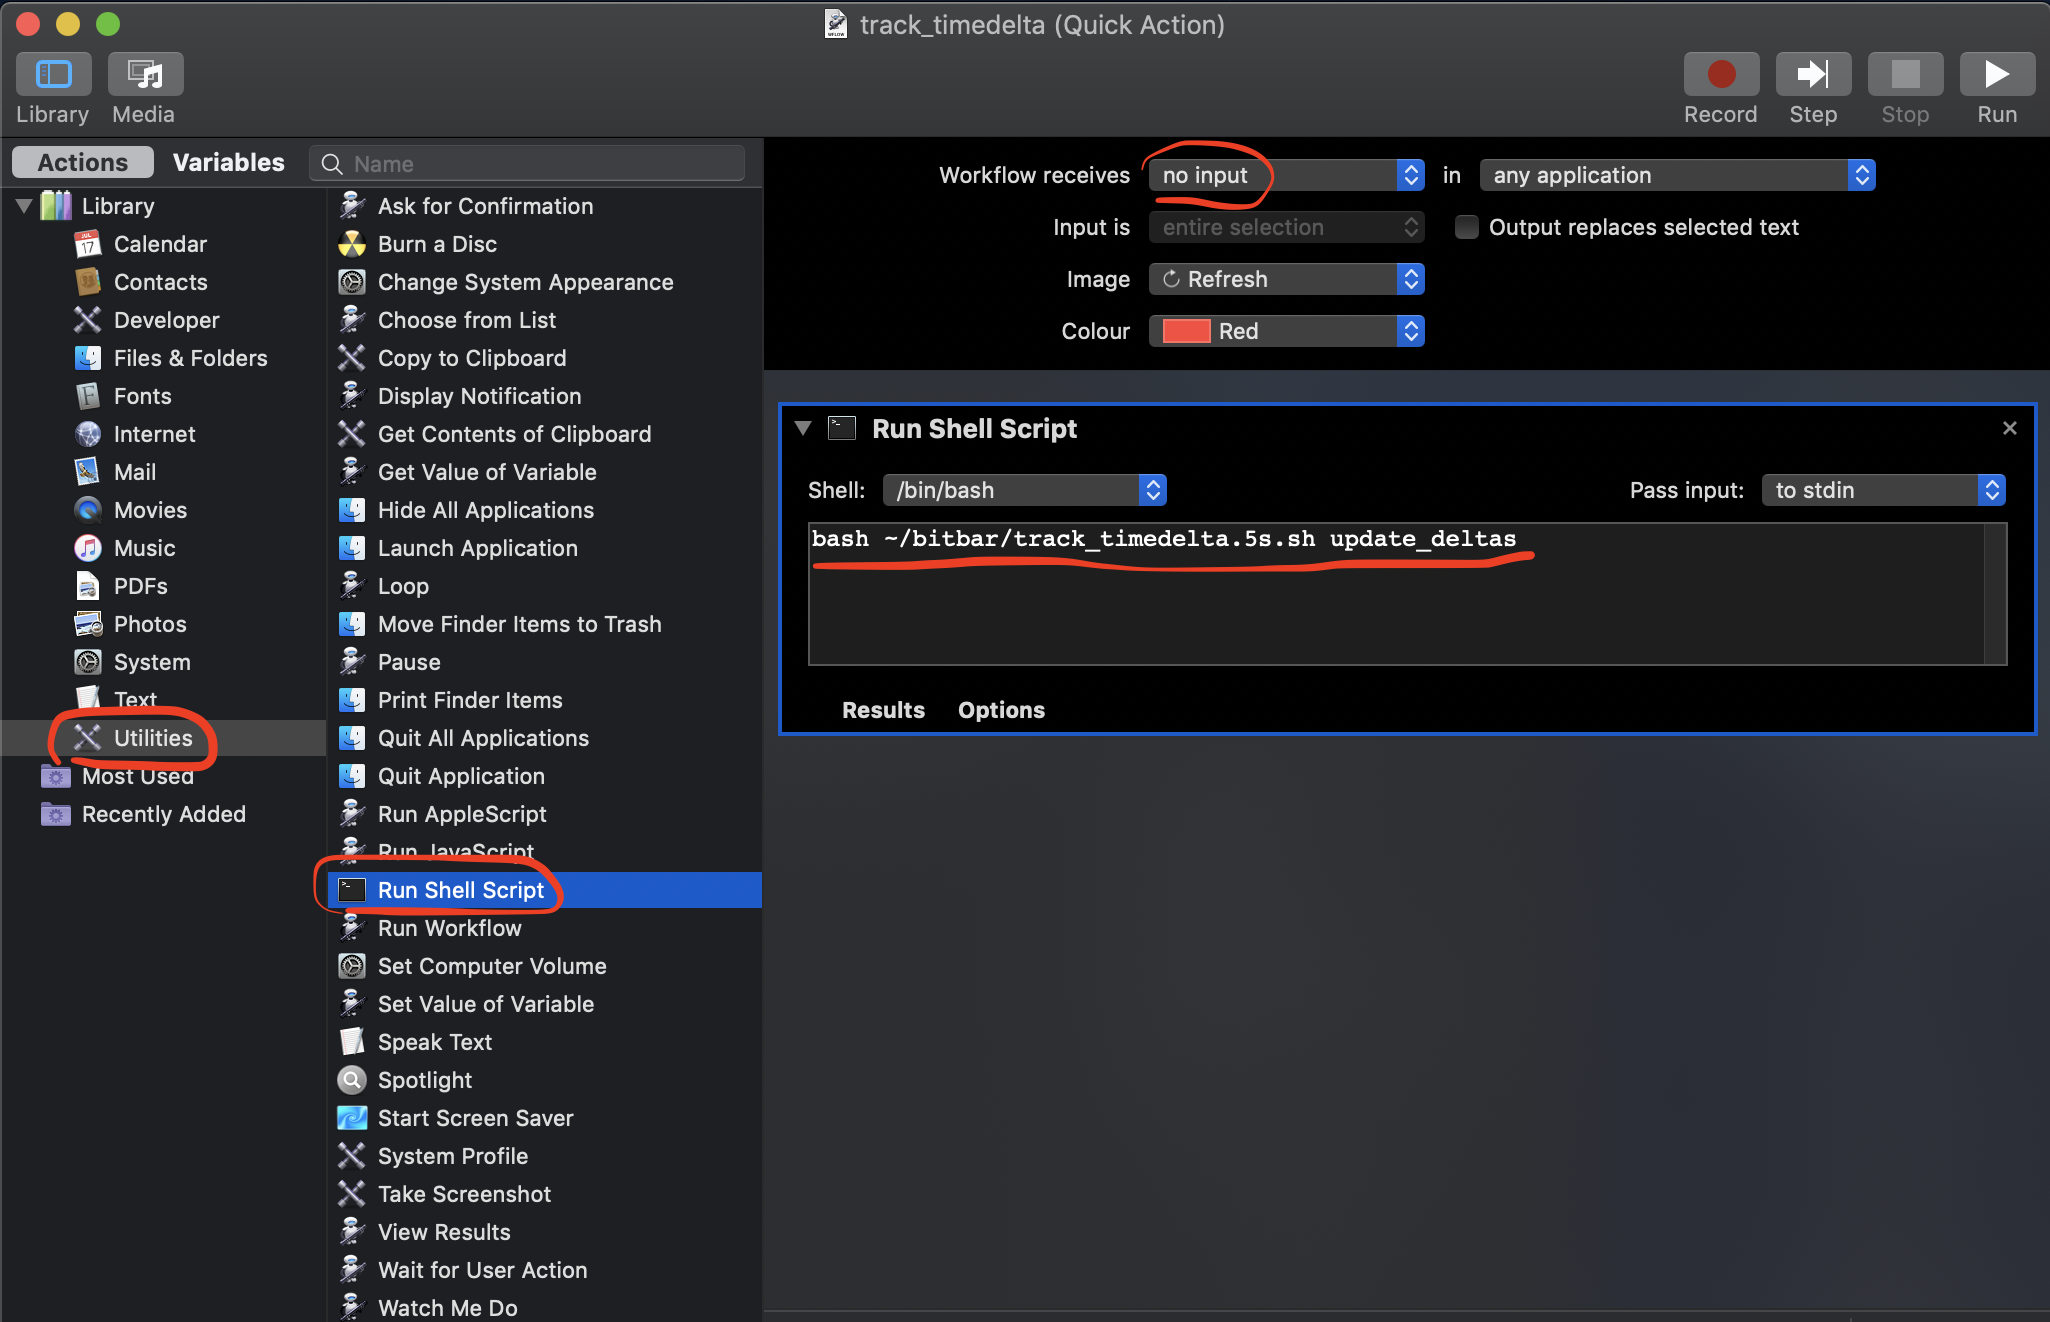 track_timedelta (Quick Action)
Library
Media
Record
Step
Stop
Run
Actions
Variables
Name
Library
Calendar
Contacts
Developer
Files & Folders
Fonts
Internet
Mail
Movies
Music
PDFs
Photos
System
Text
Utilities
Most Used
Recently Added
Ask for Confirmation
Burn a Disc
Change System Appearance
Choose from List
Copy to Clipboard
Display Notification
Get Contents of Clipboard
Get Value of Variable
Hide All Applications
Launch Application
Loop
Move Finder Items to Trash
Pause
Print Finder Items
Quit All Applications
Quit Application
Run AppleScript
Run JavaScript
Run Shell Script
Run Workflow
Set Computer Volume
Set Value of Variable
Speak Text
Spotlight
Start Screen Saver
System Profile
Take Screenshot
View Results
Wait for User Action
Watch Me Do
Workflow receives no input in any application
Input is entire selection Output replaces selected text
Image Refresh
Colour Red
Run Shell Script
Shell: /bin/bash Pass input: to stdin
bash ~/bitbar/track_timedelta.5s.sh update_deltas
Results Options